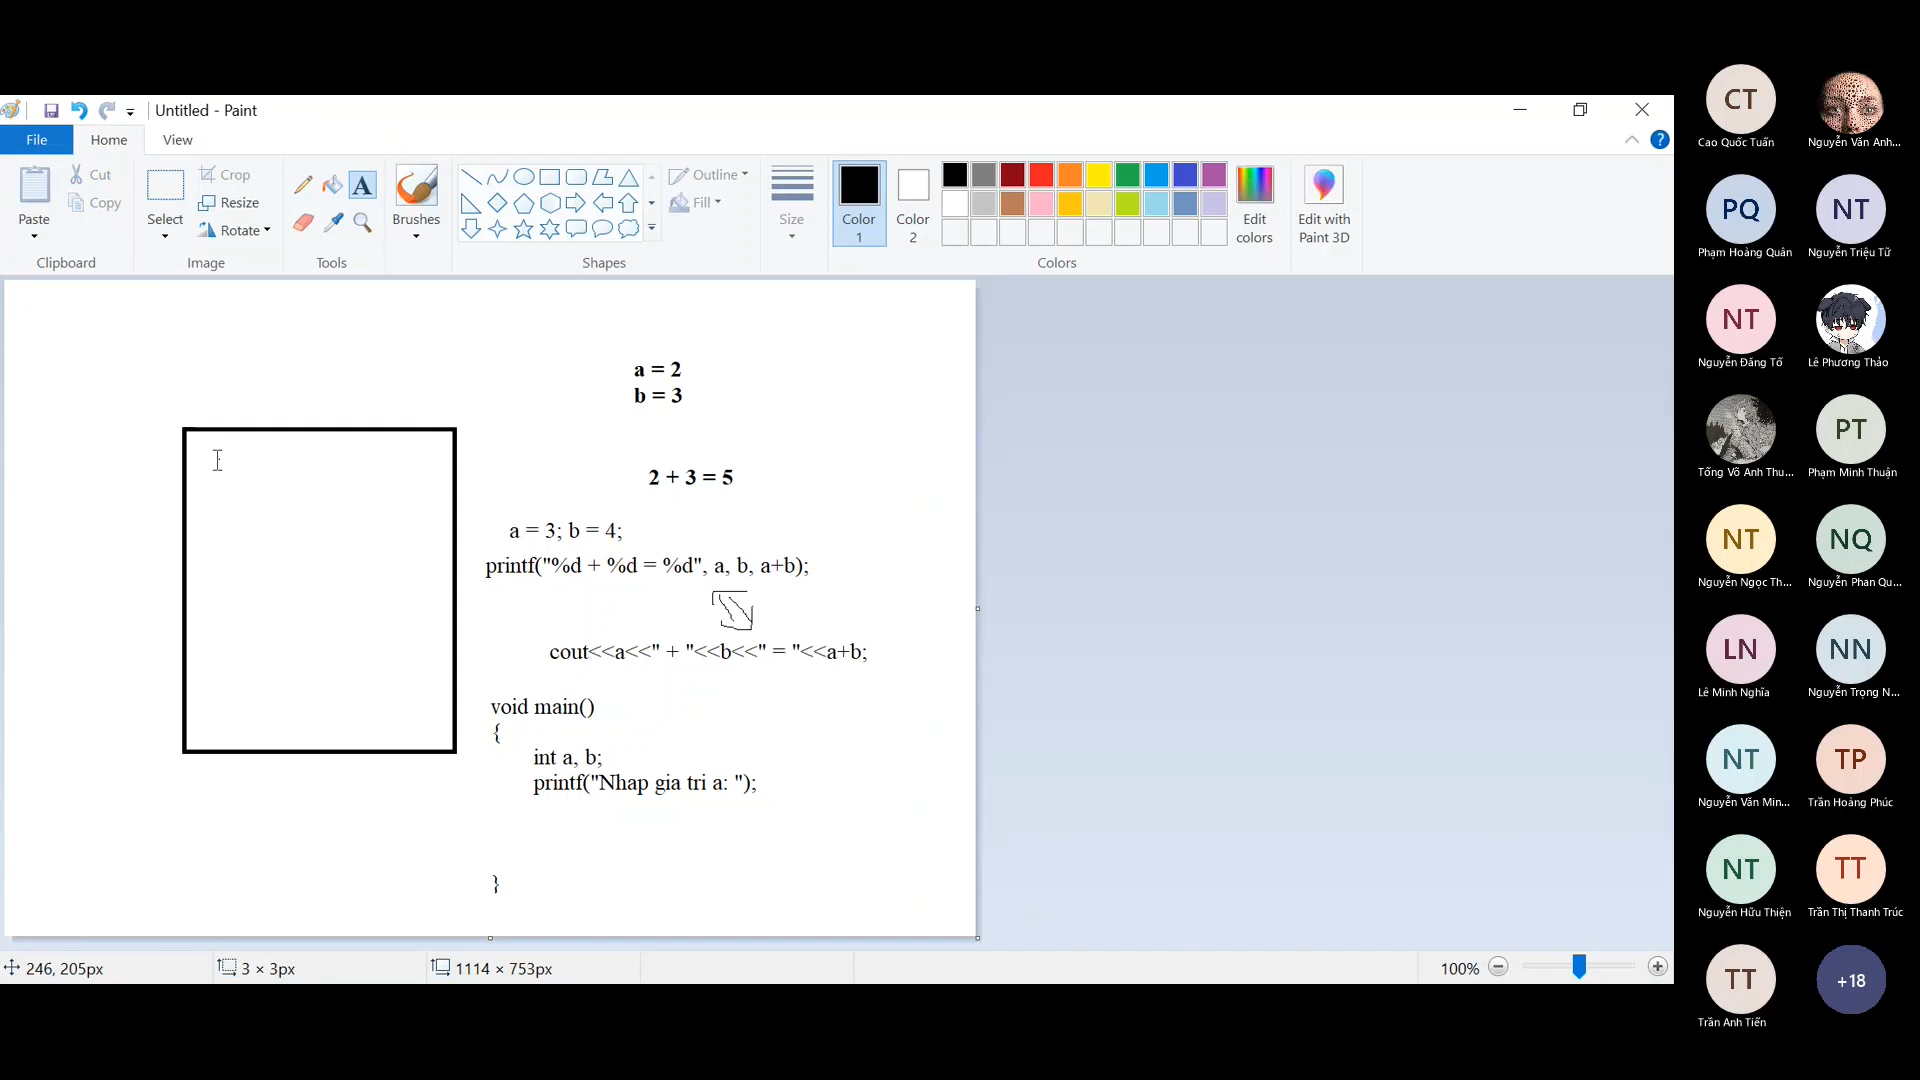 Untitled - Paint
File
Home
View
Paste
Cut
Copy
Clipboard
Select
Crop
Resize
Rotate
Image
A
Tools
Brushes
Shapes
Outline
Fill
Size
Color 1
Color 2
Edit colors
Edit with Paint 3D
Colors
?
a = 2
b = 3
2 + 3 = 5
a = 3; b = 4;
printf("%d + %d = %d", a, b, a+b);
cout<<a<<" + "<<b<<" = "<<a+b;
void main()
{
int a, b;
printf("Nhap gia tri a: ");
}
246, 205px
3 × 3px
1114 × 753px
100%
CT
Cao Quốc Tuấn
Nguyễn Văn Anh...
PQ
Phạm Hoàng Quân
NT
Nguyễn Triệu Tử
NT
Nguyễn Đăng Tố
Lê Phương Thảo
Tống Võ Anh Thu...
PT
Phạm Minh Thuận
NT
Nguyễn Ngọc Th...
NQ
Nguyễn Phan Qu...
LN
Lê Minh Nghĩa
NN
Nguyễn Trọng N...
NT
Nguyễn Văn Min...
TP
Trần Hoàng Phúc
NT
Nguyễn Hữu Thiện
TT
Trần Thị Thanh Trúc
TT
Trần Anh Tiến
+18